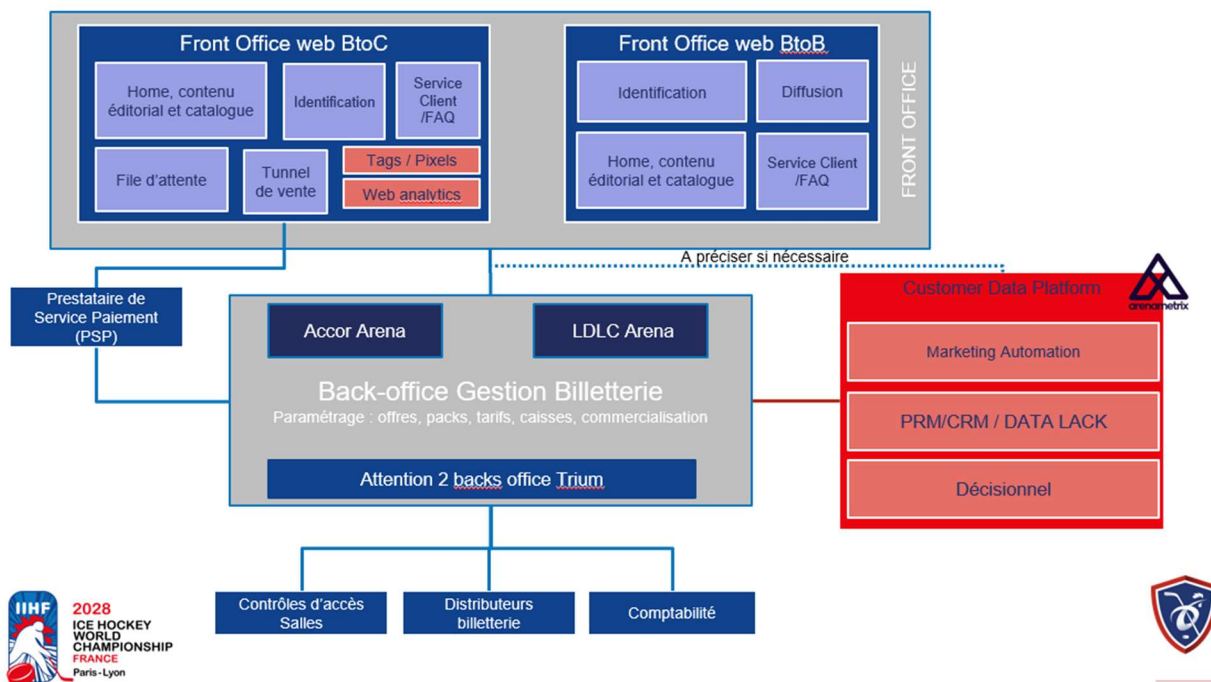 Front Office web BtoC
Home, contenu
éditorial et catalogue
Identification
Service
Client
/FAQ
File d'attente
Tunnel
de vente
Tags / Pixels
Web analytics
Front Office web BtoB
Identification
Diffusion
Home, contenu
éditorial et catalogue
Service Client
/FAQ
FRONT OFFICE
A préciser si nécessaire
Prestataire de
Service Paiement
(PSP)
Accor Arena
LDLC Arena
Back-office Gestion Billetterie
Paramétrage : offres, packs, tarifs, caisses, commercialisation
Attention 2 backs office Trium
Customer Data Platform
arenametrix
Marketing Automation
PRM/CRM / DATA LACK
Décisionnel
Contrôles d'accès
Salles
Distributeurs
billetterie
Comptabilité
IIHF
2028
ICE HOCKEY
WORLD
CHAMPIONSHIP
FRANCE
Paris-Lyon